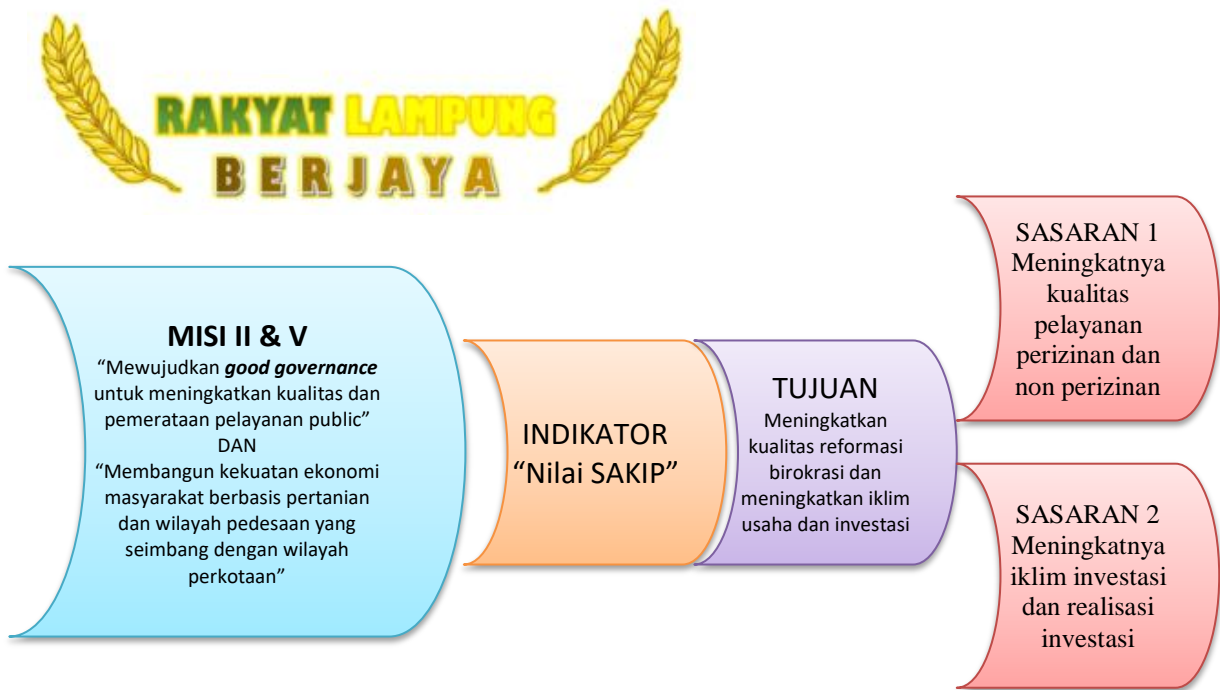 RAKYAT LAMPUNG
BERJAYA
MISI II & V
“Mewujudkan good governance
untuk meningkatkan kualitas dan
pemerataan pelayanan public”
DAN
“Membangun kekuatan ekonomi
masyarakat berbasis pertanian
dan wilayah pedesaan yang
seimbang dengan wilayah
perkotaan”
INDIKATOR
“Nilai SAKIP”
TUJUAN
Meningkatkan
kualitas reformasi
birokrasi dan
meningkatkan iklim
usaha dan investasi
SASARAN 1
Meningkatnya
kualitas
pelayanan
perizinan dan
non perizinan
SASARAN 2
Meningkatnya
iklim investasi
dan realisasi
investasi